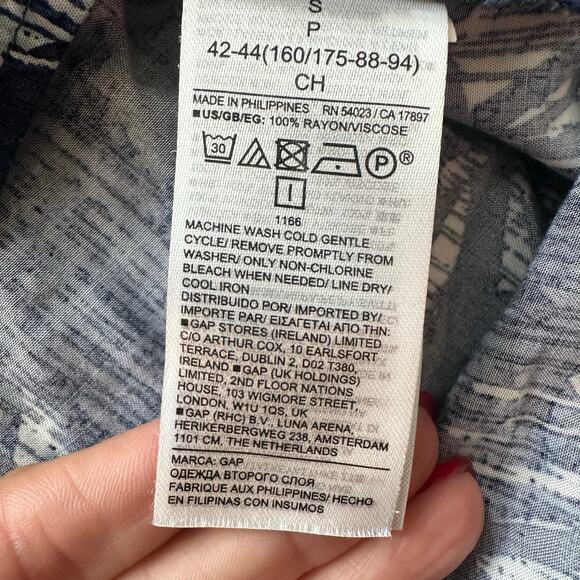 S
P
42-44(160/175-88-94)
CH
MADE IN PHILIPPINES RN 54023 / CA 17897
■US/GB/EG: 100% RAYON/VISCOSE
30 P ®
1166
MACHINE WASH COLD GENTLE
CYCLE/ REMOVE PROMPTLY FROM
WASHER/ ONLY NON-CHLORINE
BLEACH WHEN NEEDED/ LINE DRY/
COOL IRON
DISTRIBUIDO POR/ IMPORTED BY/
IMPORTE PAR/ ΕΙΣΑΓΕΤΑΙ ΑΠΟ ΤΗΝ:
■GAP STORES (IRELAND) LIMITED
C/O ARTHUR COX, 10 EARLSFORT
TERRACE, DUBLIN 2, D02 T380,
IRELAND ■GAP (UK HOLDINGS)
LIMITED, 2ND FLOOR NATIONS
HOUSE, 103 WIGMORE STREET,
LONDON, W1U 1QS, UK
■GAP (RHC) B.V., LUNA ARENA,
HERIKERBERGWEG 238, AMSTERDAM
1101 CM, THE NETHERLANDS
MARCA: GAP
ОДЕЖДА ВТОРОГО СЛОЯ
FABRIQUE AUX PHILIPPINES/ HECHO
EN FILIPINAS CON INSUMOS